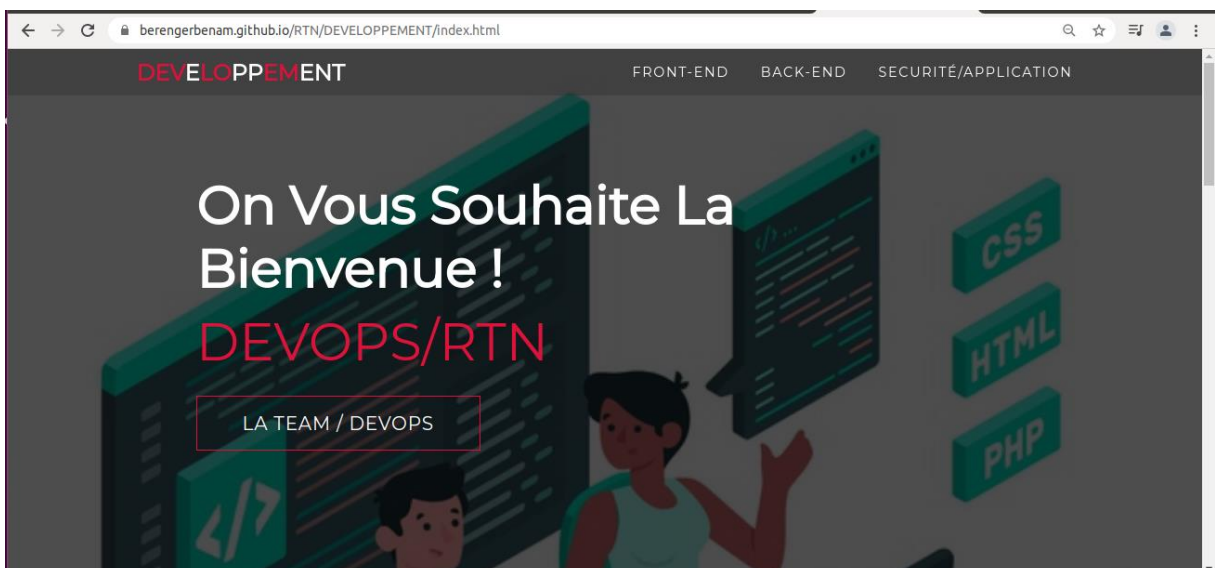 berengerbenam.github.io/RTN/DEVELOPPEMENT/index.html
DEVELOPPEMENT
FRONT-END BACK-END SECURITÉ/APPLICATION
On Vous Souhaite La
Bienvenue !
DEVOPS/RTN
LA TEAM / DEVOPS
</>...
CSS
HTML
PHP
</>